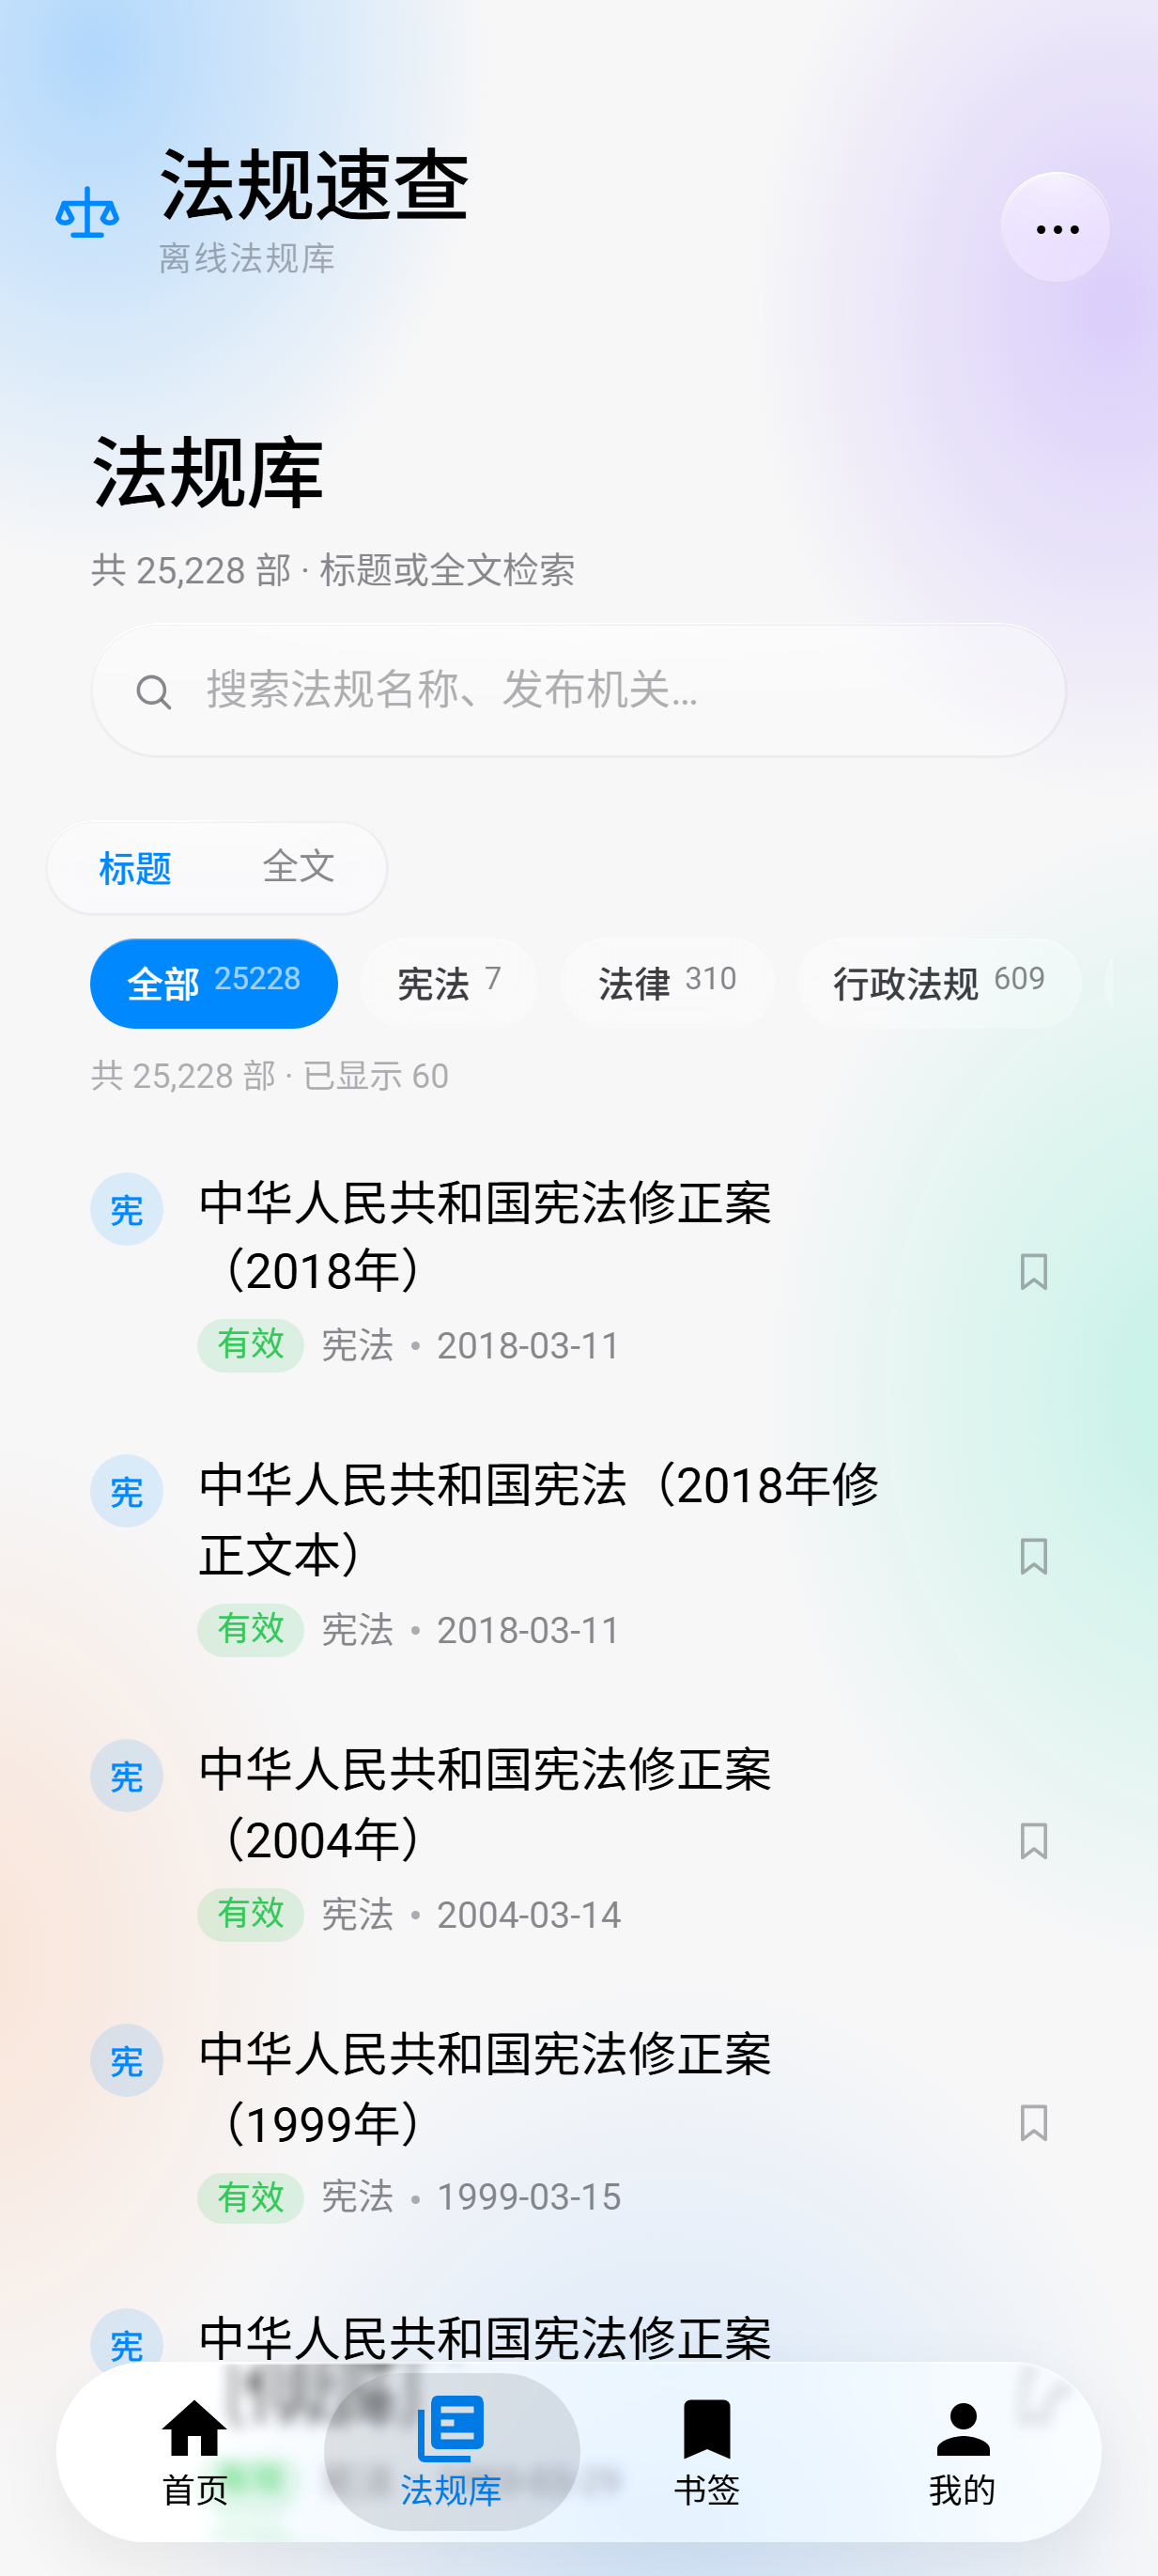 法规速查
离线法规库
法规库
共 25,228 部 · 标题或全文检索
搜索法规名称、发布机关...
标题 全文
全部 25228 宪法 7 法律 310 行政法规 609
共 25,228 部 · 已显示 60
宪 中华人民共和国宪法修正案
（2018年）
有效 宪法 • 2018-03-11
宪 中华人民共和国宪法（2018年修
正文本）
有效 宪法 • 2018-03-11
宪 中华人民共和国宪法修正案
（2004年）
有效 宪法 • 2004-03-14
宪 中华人民共和国宪法修正案
（1999年）
有效 宪法 • 1999-03-15
宪 中华人民共和国宪法修正案
首页 法规库 书签 我的